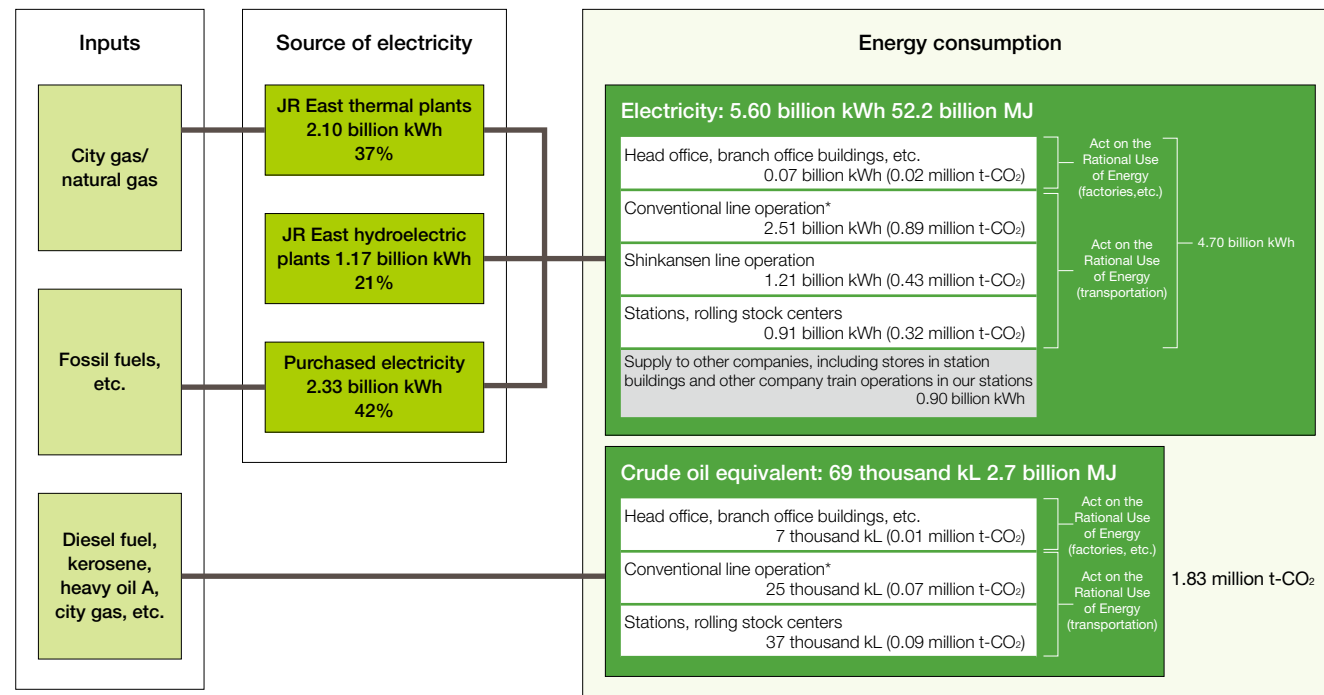 Inputs
City gas/
natural gas
Fossil fuels,
etc.
Diesel fuel,
kerosene,
heavy oil A,
city gas, etc.
Source of electricity
JR East thermal plants
2.10 billion kWh
37%
JR East hydroelectric
plants 1.17 billion kWh
21%
Purchased electricity
2.33 billion kWh
42%
Energy consumption
Electricity: 5.60 billion kWh 52.2 billion MJ
Head office, branch office buildings, etc.
0.07 billion kWh (0.02 million t-CO₂)
Conventional line operation*
2.51 billion kWh (0.89 million t-CO₂)
Shinkansen line operation
1.21 billion kWh (0.43 million t-CO₂)
Stations, rolling stock centers
0.91 billion kWh (0.32 million t-CO₂)
Supply to other companies, including stores in station
buildings and other company train operations in our stations
0.90 billion kWh
Act on the
Rational Use
of Energy
(factories,etc.)
Act on the
Rational Use
of Energy
(transportation)
4.70 billion kWh
Crude oil equivalent: 69 thousand kL 2.7 billion MJ
Head office, branch office buildings, etc.
7 thousand kL (0.01 million t-CO₂)
Conventional line operation*
25 thousand kL (0.07 million t-CO₂)
Stations, rolling stock centers
37 thousand kL (0.09 million t-CO₂)
Act on the
Rational Use
of Energy
(factories, etc.)
Act on the
Rational Use
of Energy
(transportation)
1.83 million t-CO₂